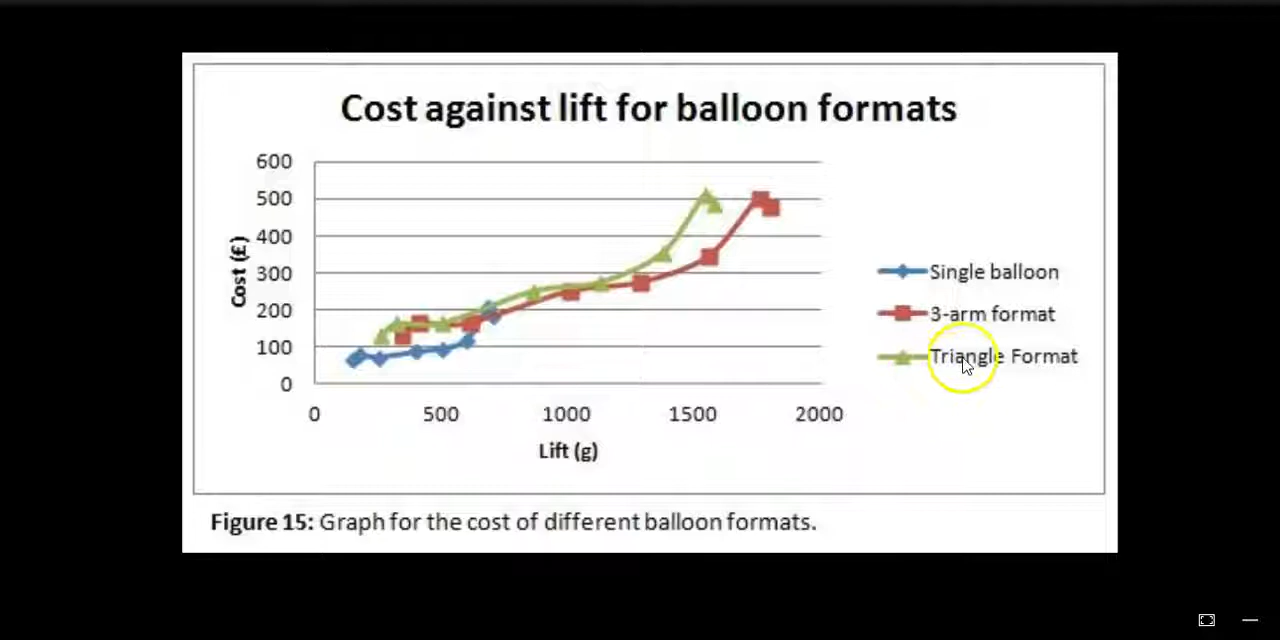 Cost against lift for balloon formats
600
500
400
300
200
100
0
Cost (£)
0 500 1000 1500 2000
Lift (g)
Single balloon
3-arm format
Triangle Format
Figure 15: Graph for the cost of different balloon formats.